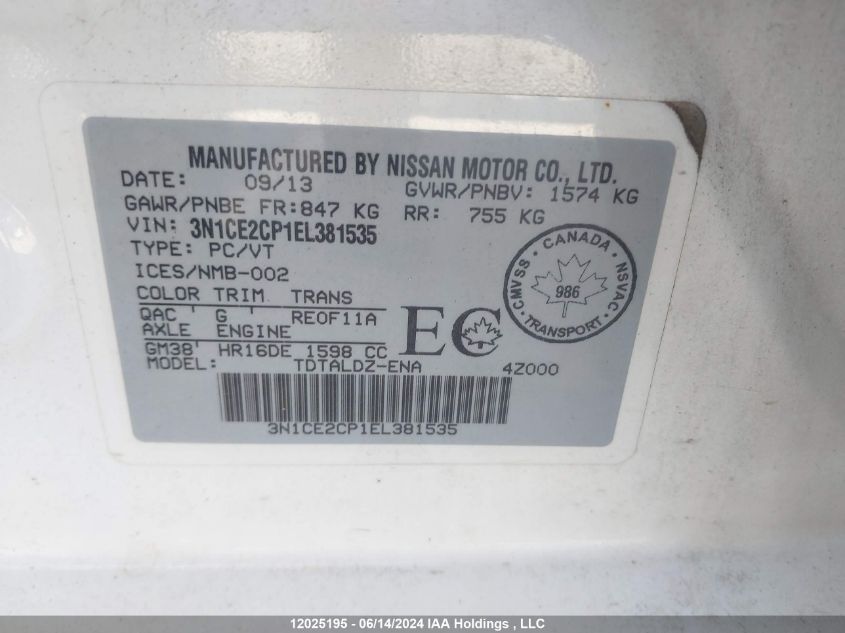 MANUFACTURED BY NISSAN MOTOR CO., LTD.
DATE: 09/13 GVWR/PNBV: 1574 KG
GAWR/PNBE FR:847 KG RR: 755 KG
VIN: 3N1CE2CP1EL381535
TYPE: PC/VT
ICES/NMB-002
COLOR TRIM TRANS
QAC G RE0F11A
AXLE ENGINE
GM38 HR16DE 1598 CC
MODEL: TDTALDZ-ENA 4Z000
EC
CANADA
CMVSS 986 NSVAC
TRANSPORT
3N1CE2CP1EL381535
12025195 - 06/14/2024 IAA Holdings , LLC